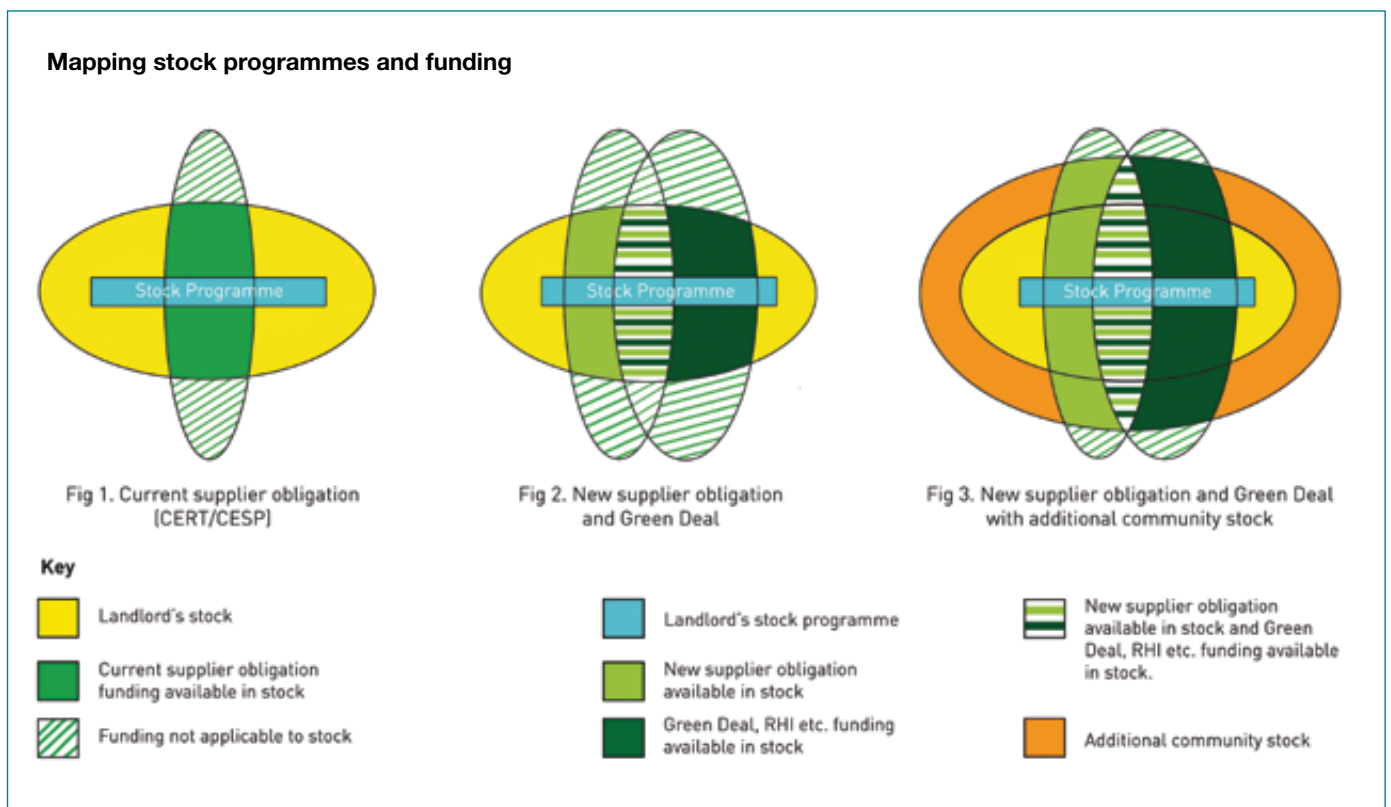 Mapping stock programmes and funding
Stock Programme
Stock Programme
Stock Programme
Fig 1. Current supplier obligation
(CERT/CESP)
Fig 2. New supplier obligation
and Green Deal
Fig 3. New supplier obligation and Green Deal
with additional community stock
Key
Landlord's stock
Current supplier obligation
funding available in stock
Funding not applicable to stock
Landlord's stock programme
New supplier obligation
available in stock
Green Deal, RHI etc. funding
available in stock
New supplier obligation
available in stock and Green
Deal, RHI etc. funding available
in stock.
Additional community stock